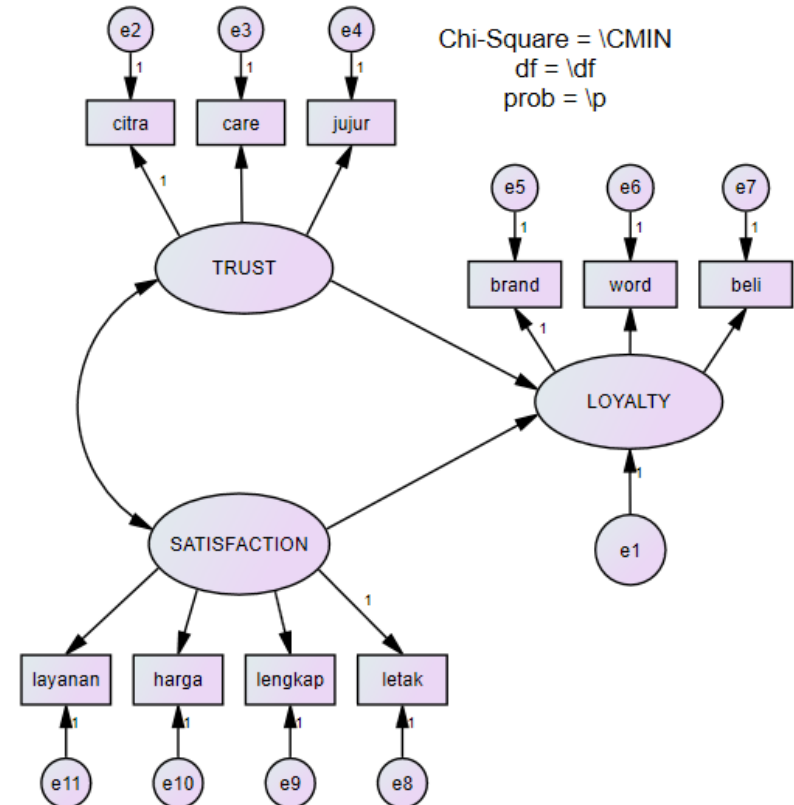 e2 e3 e4
1 1 1
Chi-Square = \CMIN
df = \df
prob = \p
citra care jujur
1
e5 e6 e7
1 1 1
TRUST
brand word beli
1
LOYALTY
1
e1
SATISFACTION
1
layanan harga lengkap letak
1 1 1 1
e11 e10 e9 e8